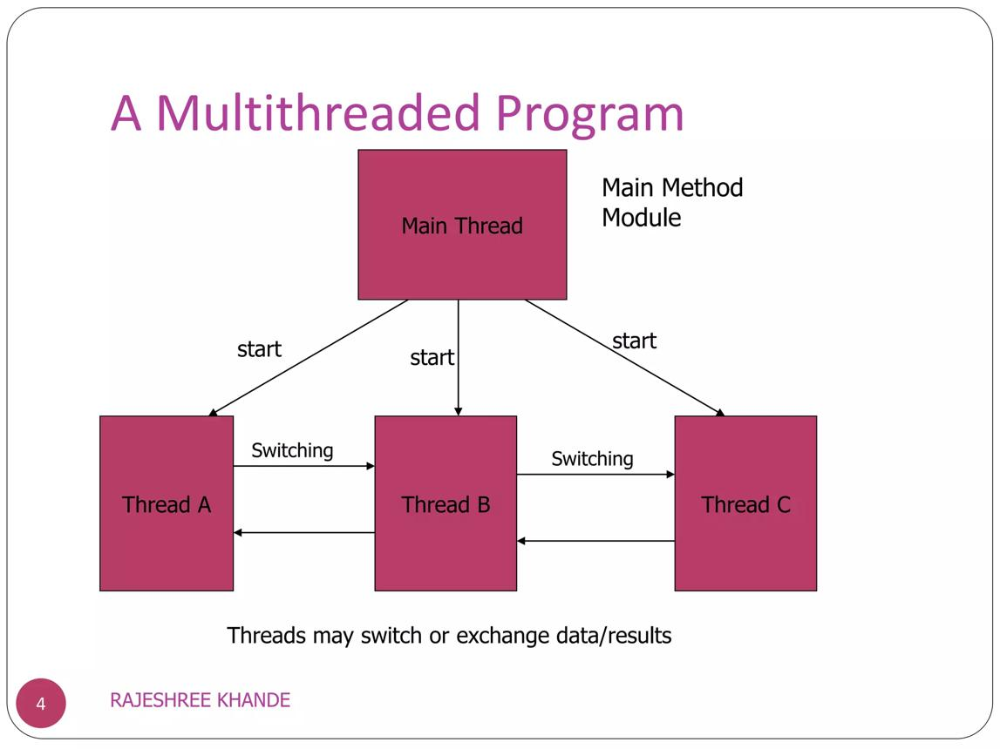 A Multithreaded Program
Main Method
Module
Main Thread
start
start
start
Switching
Switching
Thread A
Thread B
Thread C
Threads may switch or exchange data/results
4
RAJESHREE KHANDE